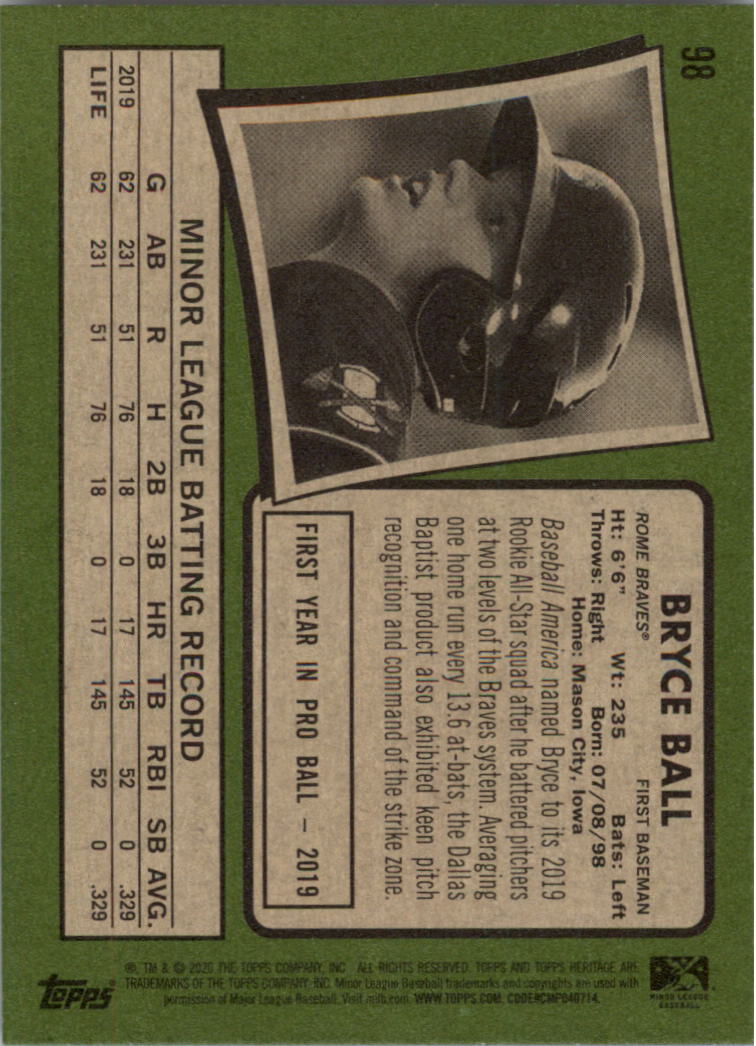 98
BRYCE BALL
ROME BRAVES® FIRST BASEMAN
Ht: 6'6" Wt: 235 Bats: Left
Throws: Right Born: 07/08/98
Home: Mason City, Iowa
Baseball America named Bryce to its 2019
Rookie All-Star squad after he battered pitchers
at two levels of the Braves system. Averaging
one home run every 13.6 at-bats, the Dallas
Baptist product also exhibited keen pitch
recognition and command of the strike zone.
FIRST YEAR IN PRO BALL – 2019
MINOR LEAGUE BATTING RECORD
G AB R H 2B 3B HR TB RBI SB AVG.
2019 62 231 51 76 18 0 17 145 52 0 .329
LIFE 62 231 51 76 18 0 17 145 52 0 .329
MINOR LEAGUE
BASEBALL
®, TM & © 2020 THE TOPPS COMPANY, INC. ALL RIGHTS RESERVED. TOPPS AND TOPPS HERITAGE ARE
TRADEMARKS OF THE TOPPS COMPANY, INC. Minor League Baseball trademarks and copyrights are used with
permission of Major League Baseball. Visit milb.com. WWW.TOPPS.COM. CODE#CMP040714.
Topps